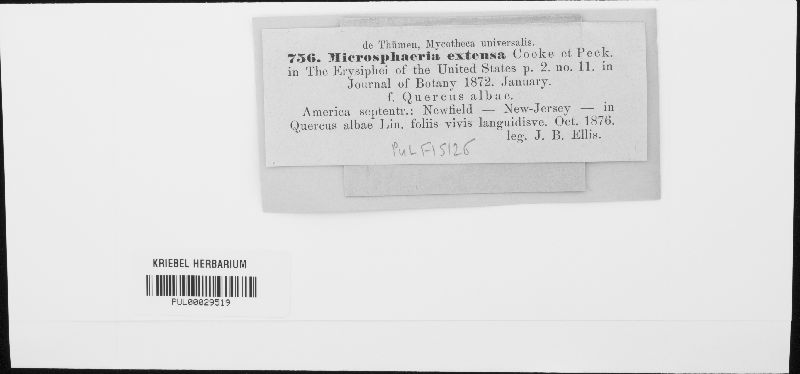 de Thümen, Mycotheca universalis.
756. Microsphaeria extensa Cooke et Peck.
in The Erysiphei of the United States p. 2. no. 11. in
Journal of Botany 1872. January.
f. Quercus albae.
America septentr.: Newfield — New-Jersey — in
Quercus albae Lin. foliis vivis languidisve. Oct. 1876.
leg. J. B. Ellis.
PUL F15126
KRIEBEL HERBARIUM
PUL00029519